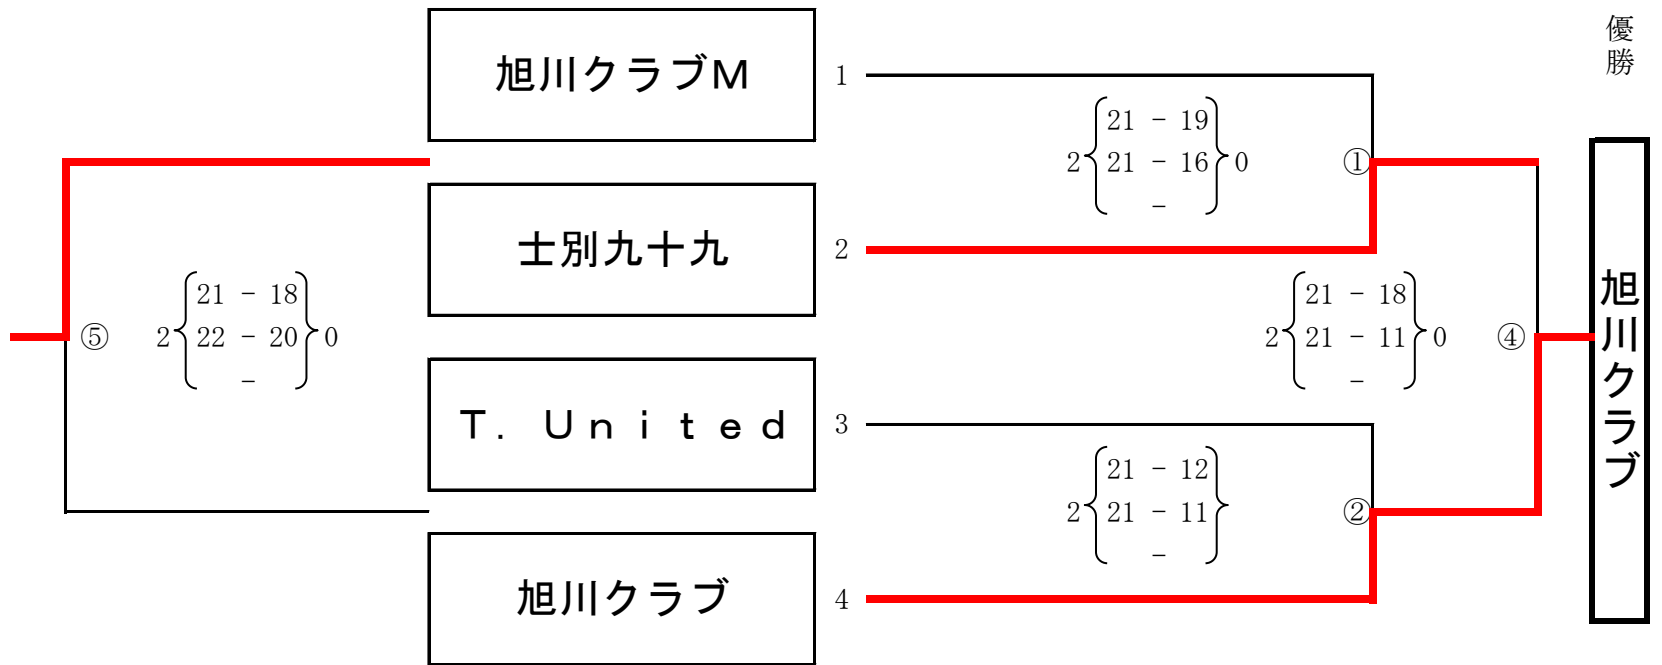 優勝
旭川クラブM
1
21 - 19
2 21 - 16 0
-
①
士別九十九
2
⑤
21 - 18
2 22 - 20 0
-
21 - 18
2 21 - 11 0
-
④
旭川クラブ
T. United
3
21 - 12
2 21 - 11
-
②
旭川クラブ
4